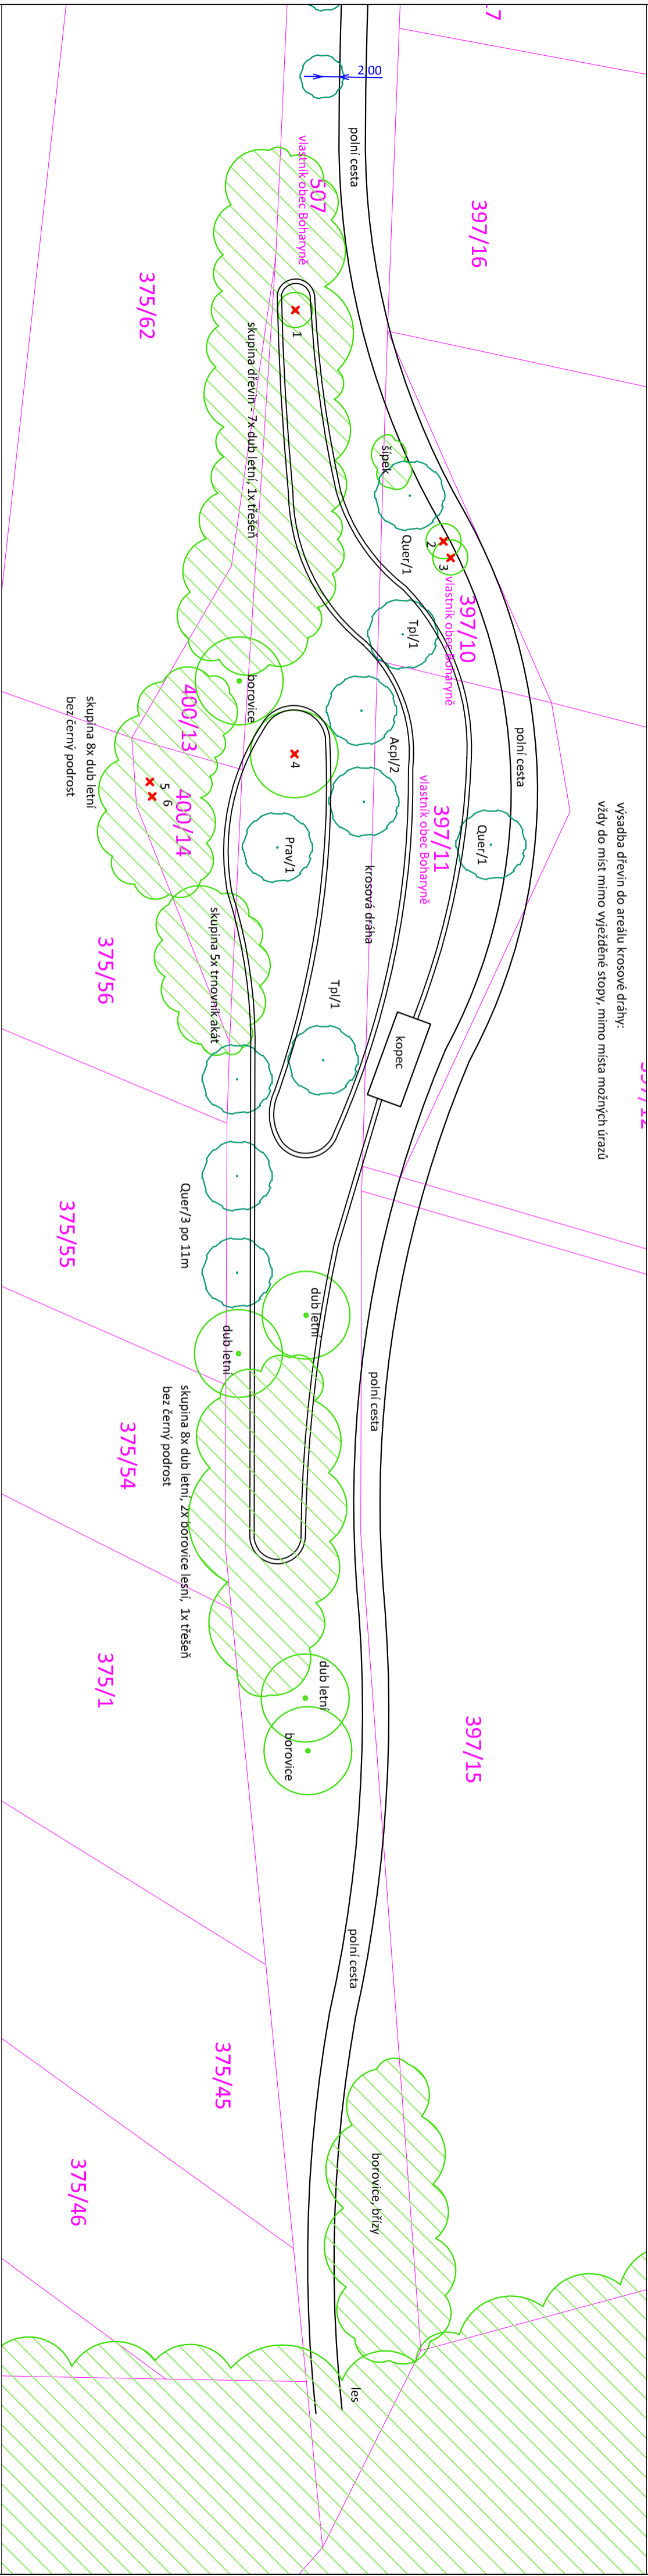 2,00
polní cesta
397/16
507
vlastník obec Boharyně
375/62
1
skupina dřevin - 7x dub letní, 1x třešeň
šípek
Quer/1
2
3
397/10
vlastník obec Boharyně
Tpl/1
borovice
400/13
skupina 8x dub letní
bez černý podrost
5
6
400/14
4
Acpl/2
polní cesta
výsadba dřevin do areálu krosové dráhy:
vždy do míst mimo vyježděné stopy, mimo místa možných úrazů
397/11
vlastník obec Boharyně
Quer/1
Prav/1
krosová dráha
375/56
skupina 5x trnovník akát
Tpl/1
kopec
397/12
Quer/3 po 11m
375/55
dub letní
dub letní
polní cesta
375/54
skupina 8x dub letní, 2x borovice lesní, 1x třešeň
bez černý podrost
375/1
dub letní
borovice
397/15
polní cesta
375/45
375/46
borovice, břízy
les